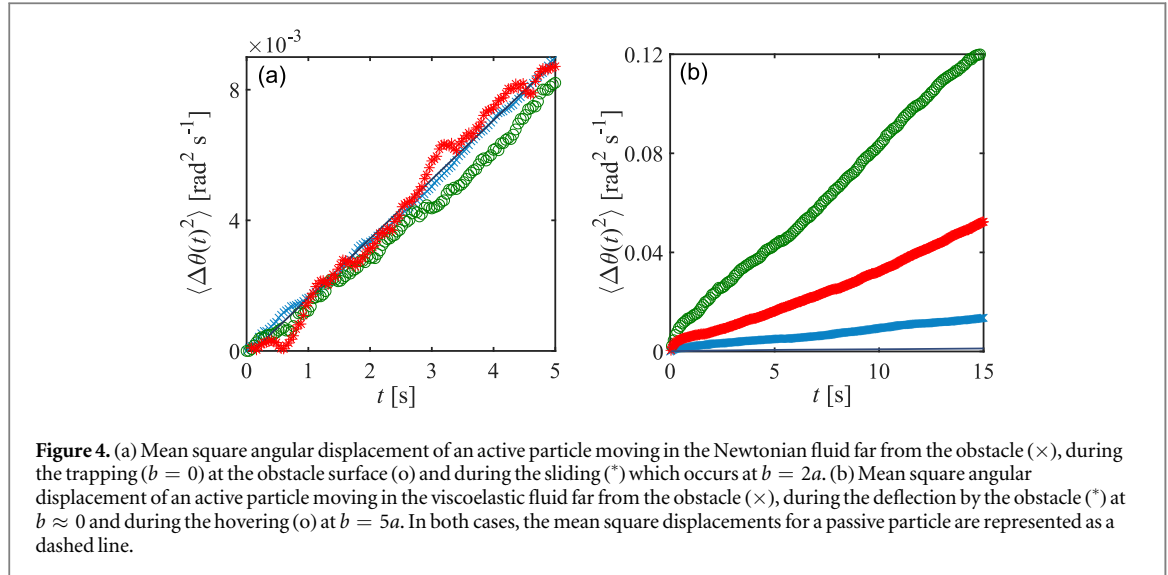 ×10⁻³
(a)
8
4
0
⟨Δθ(t)²⟩ [rad² s⁻¹]
0 1 2 3 4 5
t [s]
(b)
0.12
0.08
0.04
0
⟨Δθ(t)²⟩ [rad² s⁻¹]
0 5 10 15
t [s]
Figure 4. (a) Mean square angular displacement of an active particle moving in the Newtonian fluid far from the obstacle (×), during
the trapping (b = 0) at the obstacle surface (o) and during the sliding (*) which occurs at b = 2a. (b) Mean square angular
displacement of an active particle moving in the viscoelastic fluid far from the obstacle (×), during the deflection by the obstacle (*) at
b ≈ 0 and during the hovering (o) at b = 5a. In both cases, the mean square displacements for a passive particle are represented as a
dashed line.